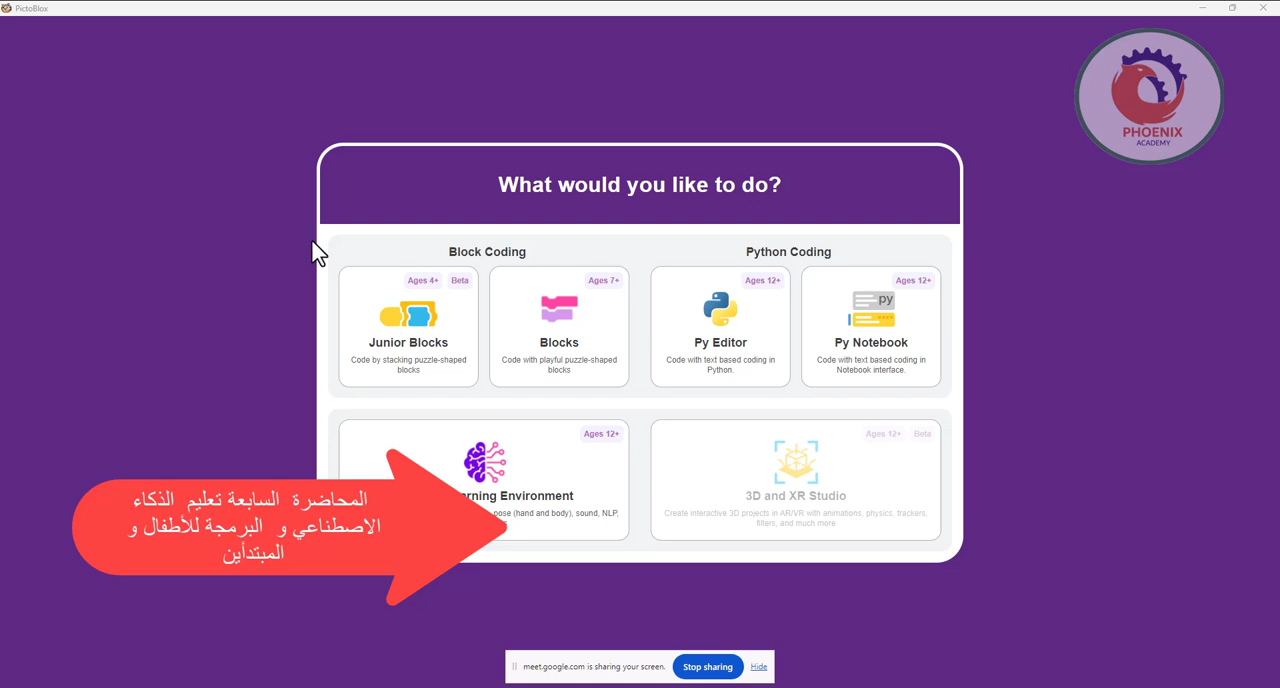 PictoBlox
PHOENIX
ACADEMY
What would you like to do?
Block Coding
Python Coding
Ages 4+ Beta
Junior Blocks
Code by stacking puzzle-shaped
blocks
Ages 7+
Blocks
Code with playful puzzle-shaped
blocks
Ages 12+
Py Editor
Code with text based coding in
Python.
Ages 12+
py
Py Notebook
Code with text based coding in
Notebook interface.
Ages 12+
Environment
pose (hand and body), sound, NLP,
Ages 12+ Beta
3D and XR Studio
Create interactive 3D projects in AR/VR with animations, physics, trackers,
filters, and much more
المحاضرة السابعة تعليم الذكاء
الاصطناعي و البرمجة للأطفال و
المبتدأين
meet.google.com is sharing your screen. Stop sharing Hide